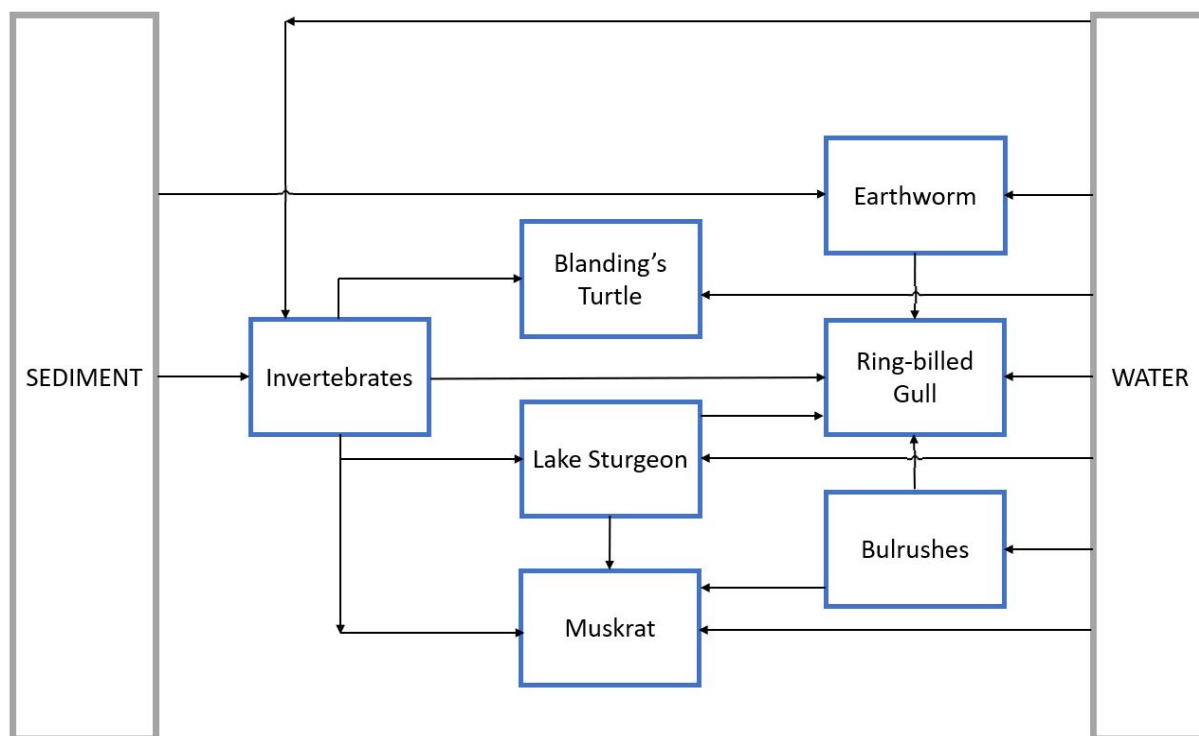 Earthworm
Blanding's
Turtle
SEDIMENT
Invertebrates
Ring-billed
Gull
WATER
Lake Sturgeon
Bulrushes
Muskrat